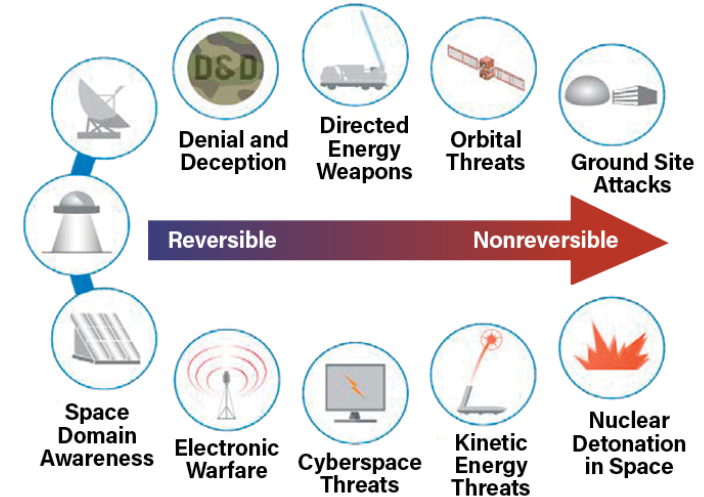 D&D
Denial and
Deception
Directed
Energy
Weapons
Orbital
Threats
Ground Site
Attacks
Reversible
Nonreversible
Space
Domain
Awareness
Electronic
Warfare
Cyberspace
Threats
Kinetic
Energy
Threats
Nuclear
Detonation
in Space